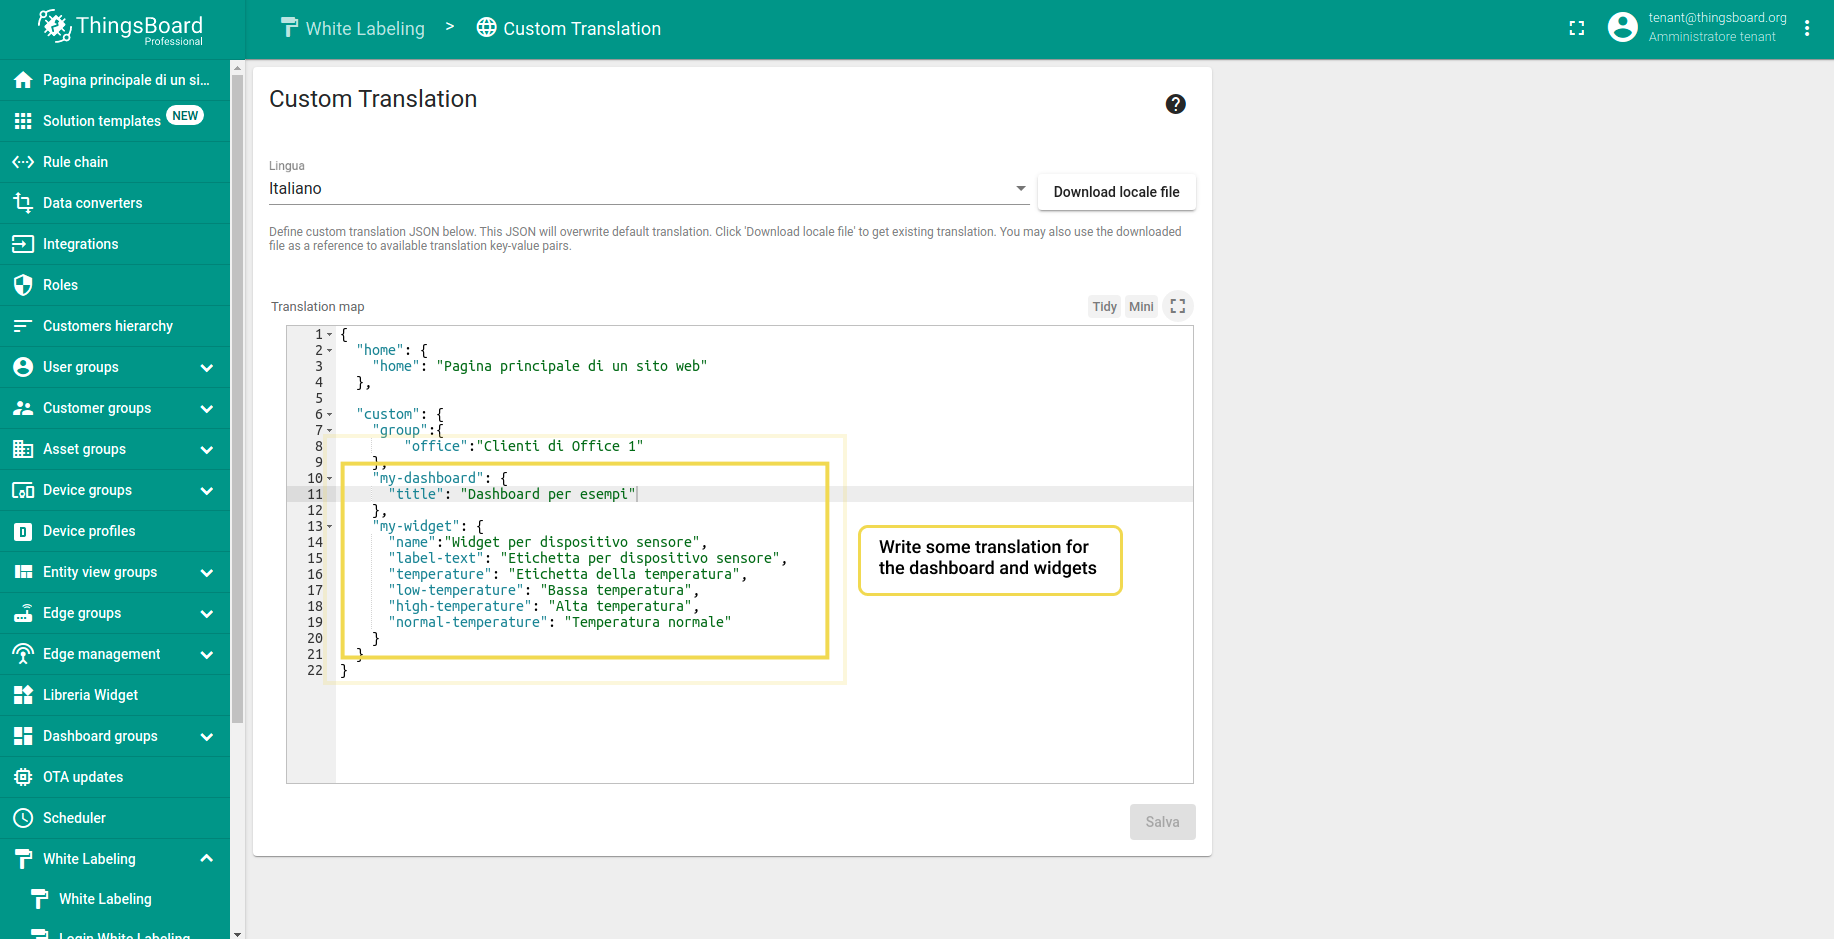 ThingsBoard
Professional
White Labeling > Custom Translation
tenant@thingsboard.org
Amministratore tenant
Pagina principale di un si...
Solution templates NEW
Rule chain
Data converters
Integrations
Roles
Customers hierarchy
User groups
Customer groups
Asset groups
Device groups
Device profiles
Entity view groups
Edge groups
Edge management
Libreria Widget
Dashboard groups
OTA updates
Scheduler
White Labeling
White Labeling
Login White Labeling
Custom Translation
Lingua
Italiano
Download locale file
Define custom translation JSON below. This JSON will overwrite default translation. Click 'Download locale file' to get existing translation. You may also use the downloaded
file as a reference to available translation key-value pairs.
Translation map
Tidy Mini
1 {
2 "home": {
3 "home": "Pagina principale di un sito web"
4 },
5
6 "custom": {
7 "group":{
8 "office":"Clienti di Office 1"
9 },
10 "my-dashboard": {
11 "title": "Dashboard per esempi"
12 },
13 "my-widget": {
14 "name":"Widget per dispositivo sensore",
15 "label-text": "Etichetta per dispositivo sensore",
16 "temperature": "Etichetta della temperatura",
17 "low-temperature": "Bassa temperatura",
18 "high-temperature": "Alta temperatura",
19 "normal-temperature": "Temperatura normale"
20 }
21 }
22 }
Write some translation for
the dashboard and widgets
Salva